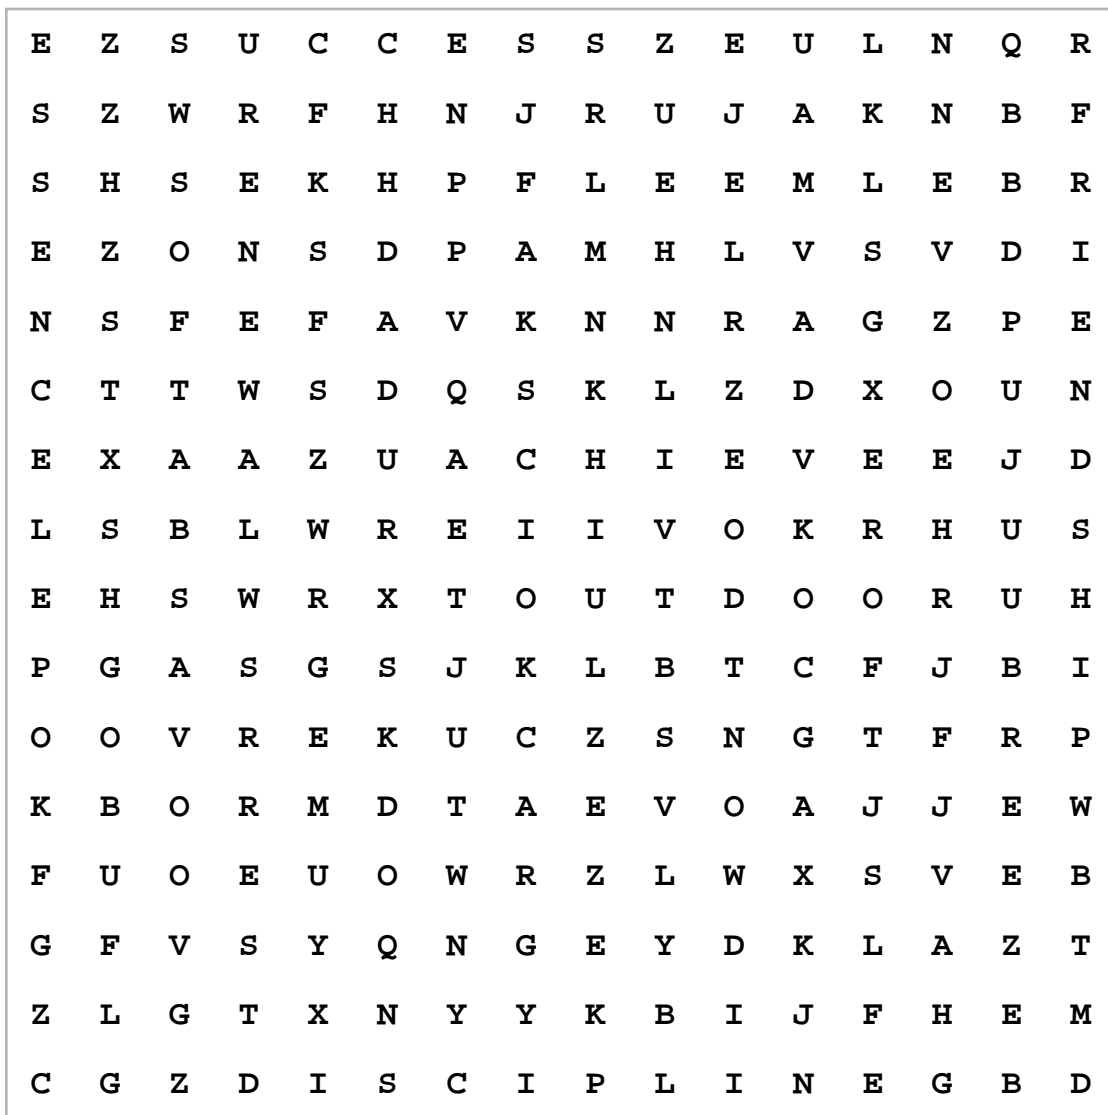 E Z S U C C E S S Z E U L N Q R
S Z W R F H N J R U J A K N B F
S H S E K H P F L E E M L E B R
E Z O N S D P A M H L V S V D I
N S F E F A V K N N R A G Z P E
C T T W S D Q S K L Z D X O U N
E X A A Z U A C H I E V E E J D
L S B L W R E I I V O K R H U S
E H S W R X T O U T D O O R U H
P G A S G S J K L B T C F J B I
O O V R E K U C Z S N G T F R P
K B O R M D T A E V O A J J E W
F U O E U O W R Z L W X S V E B
G F V S Y Q N G E Y D K L A Z T
Z L G T X N Y Y K B I J F H E M
C G Z D I S C I P L I N E G B D